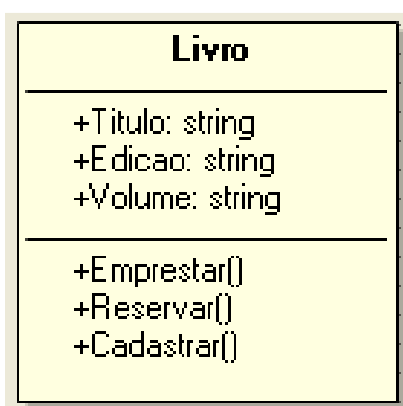 Livro
+Titulo: string
+Edicao: string
+Volume: string
+Emprestar()
+Reservar()
+Cadastrar()